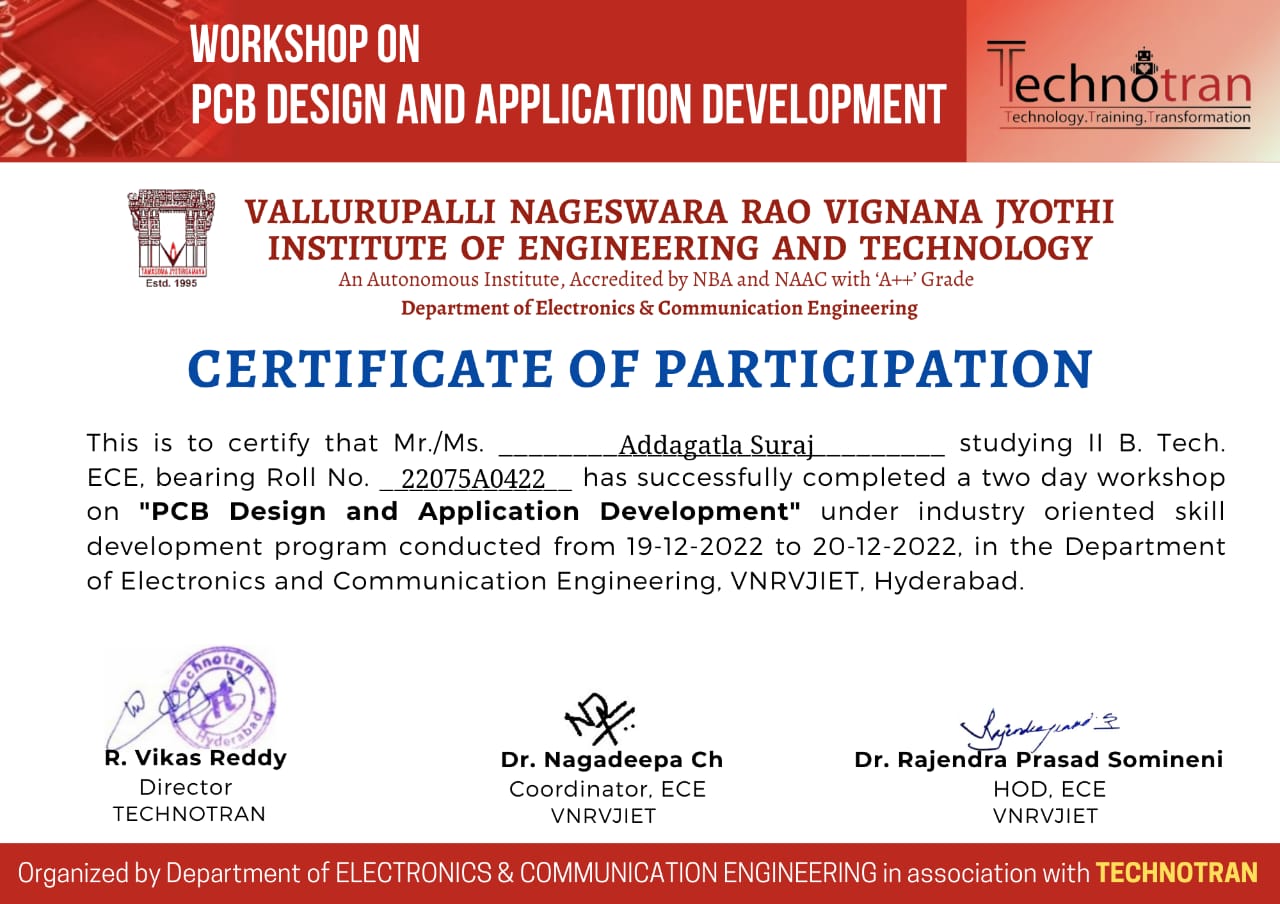 WORKSHOP ON
PCB DESIGN AND APPLICATION DEVELOPMENT
Technotran
Technology.Training.Transformation
VALLURUPALLI NAGESWARA RAO VIGNANA JYOTHI
INSTITUTE OF ENGINEERING AND TECHNOLOGY
TAMASOMA JYOTIRGAMAYA
Estd. 1995
An Autonomous Institute, Accredited by NBA and NAAC with ‘A++’ Grade
Department of Electronics & Communication Engineering
CERTIFICATE OF PARTICIPATION
This is to certify that Mr./Ms. Addagatla Suraj studying II B. Tech.
ECE, bearing Roll No. 22075A0422 has successfully completed a two day workshop
on "PCB Design and Application Development" under industry oriented skill
development program conducted from 19-12-2022 to 20-12-2022, in the Department
of Electronics and Communication Engineering, VNRVJIET, Hyderabad.
Technotran
Hyderabad
R. Vikas Reddy
Director
TECHNOTRAN
Dr. Nagadeepa Ch
Coordinator, ECE
VNRVJIET
Dr. Rajendra Prasad Somineni
HOD, ECE
VNRVJIET
Organized by Department of ELECTRONICS & COMMUNICATION ENGINEERING in association with TECHNOTRAN